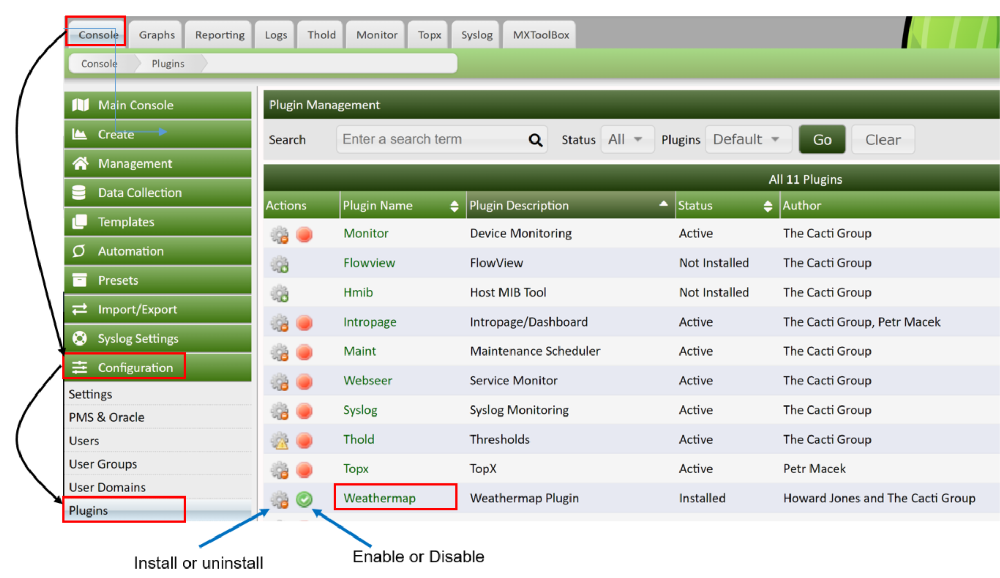 Console Graphs Reporting Logs Thold Monitor Topx Syslog MXToolBox
Console Plugins
Main Console
Create
Management
Data Collection
Templates
Automation
Presets
Import/Export
Syslog Settings
Configuration
Settings
PMS & Oracle
Users
User Groups
User Domains
Plugins
Plugin Management
Search Enter a search term Status All Plugins Default Go Clear
All 11 Plugins
Actions Plugin Name Plugin Description Status Author
Monitor Device Monitoring Active The Cacti Group
Flowview FlowView Not Installed The Cacti Group
Hmib Host MIB Tool Not Installed The Cacti Group
Intropage Intropage/Dashboard Active The Cacti Group, Petr Macek
Maint Maintenance Scheduler Active The Cacti Group
Webseer Service Monitor Active The Cacti Group
Syslog Syslog Monitoring Active The Cacti Group
Thold Thresholds Active The Cacti Group
Topx TopX Active Petr Macek
Weathermap Weathermap Plugin Installed Howard Jones and The Cacti Group
Install or uninstall
Enable or Disable